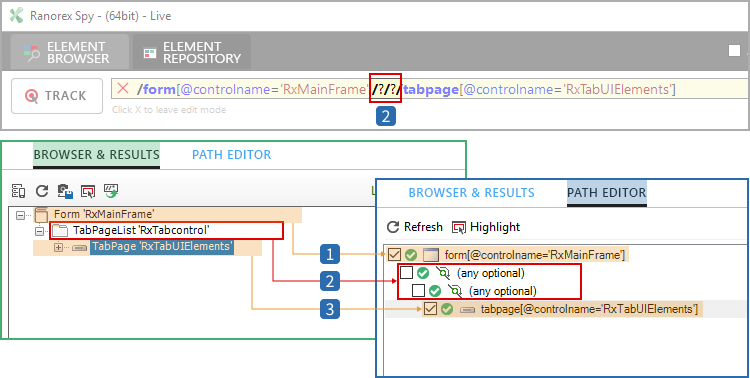 Ranorex Spy - (64bit) - Live
ELEMENT BROWSER
ELEMENT REPOSITORY
TRACK
/form[@controlname='RxMainFrame'/?/?/tabpage[@controlname='RxTabUIElements']
Click X to leave edit mode
2
BROWSER & RESULTS PATH EDITOR
L
Form 'RxMainFrame'
TabPageList 'RxTabcontrol'
TabPage 'RxTabUIElements'
1
2
3
BROWSER & RESULTS PATH EDITOR
Refresh Highlight
form[@controlname='RxMainFrame']
(any optional)
(any optional)
tabpage[@controlname='RxTabUIElements']